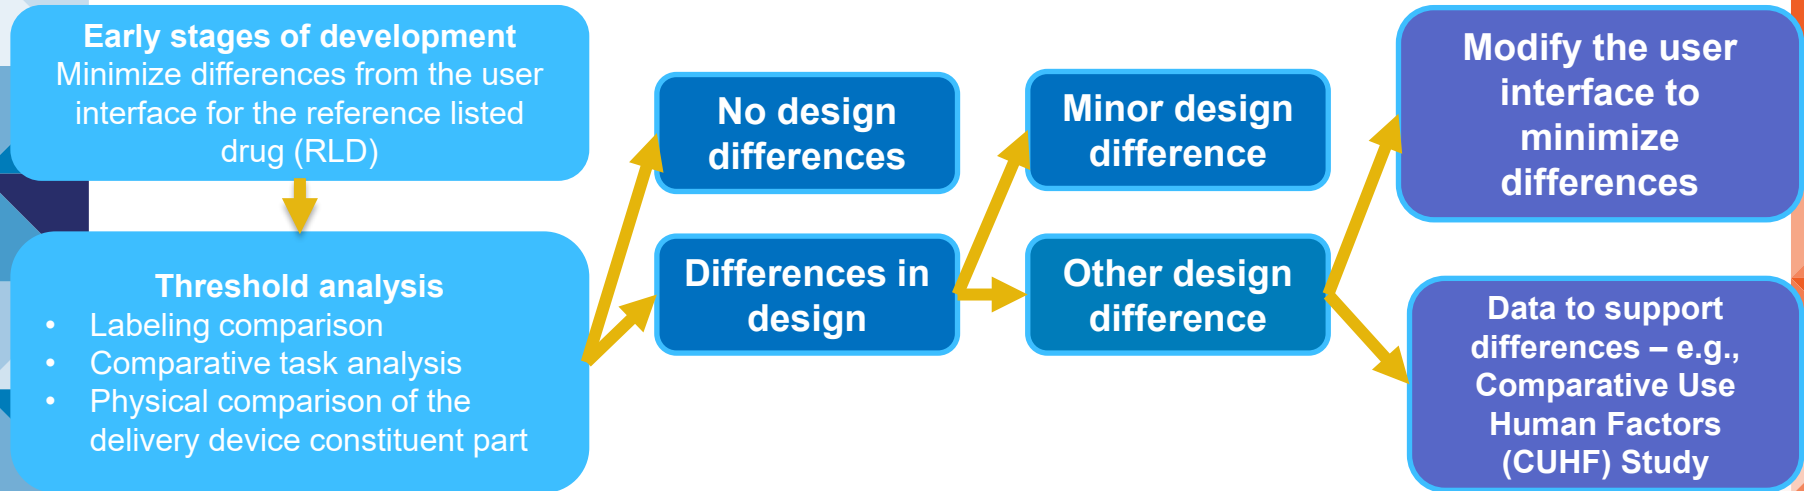 Early stages of development
Minimize differences from the user
interface for the reference listed
drug (RLD)
Threshold analysis
• Labeling comparison
• Comparative task analysis
• Physical comparison of the
delivery device constituent part
No design
differences
Differences in
design
Minor design
difference
Other design
difference
Modify the user
interface to
minimize
differences
Data to support
differences – e.g.,
Comparative Use
Human Factors
(CUHF) Study